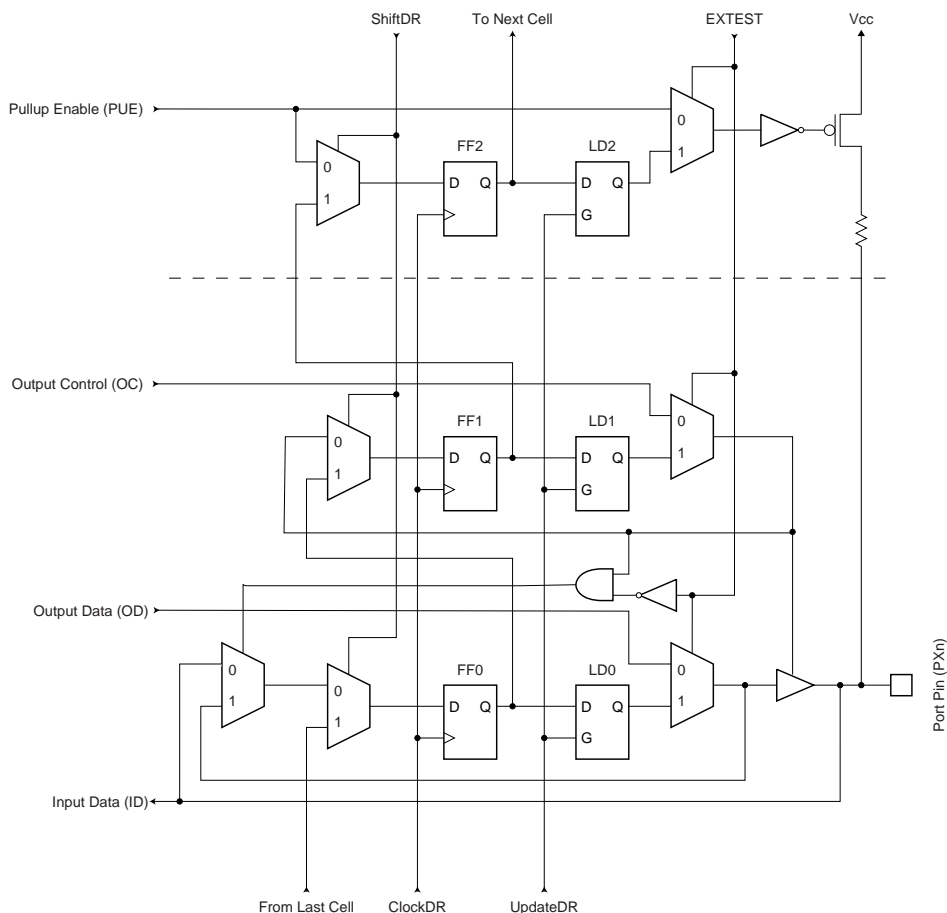 ShiftDR
To Next Cell
EXTEST
Vcc
Pullup Enable (PUE)
0
1
FF2
D Q
LD2
D Q
G
0
1
Output Control (OC)
0
1
FF1
D Q
LD1
D Q
G
0
1
Output Data (OD)
0
1
0
1
FF0
D Q
LD0
D Q
G
0
1
Port Pin (PXn)
Input Data (ID)
From Last Cell
ClockDR
UpdateDR